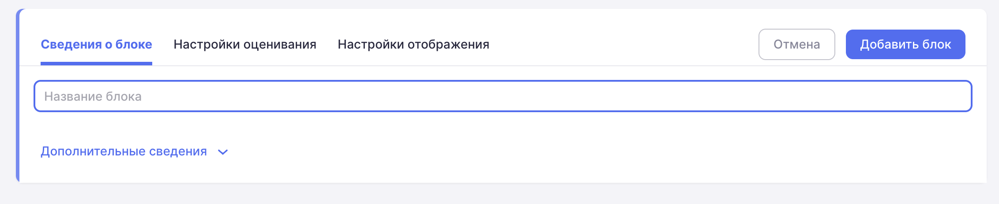 Сведения о блоке Настройки оценивания Настройки отображения Отмена Добавить блок
Название блока
Дополнительные сведения